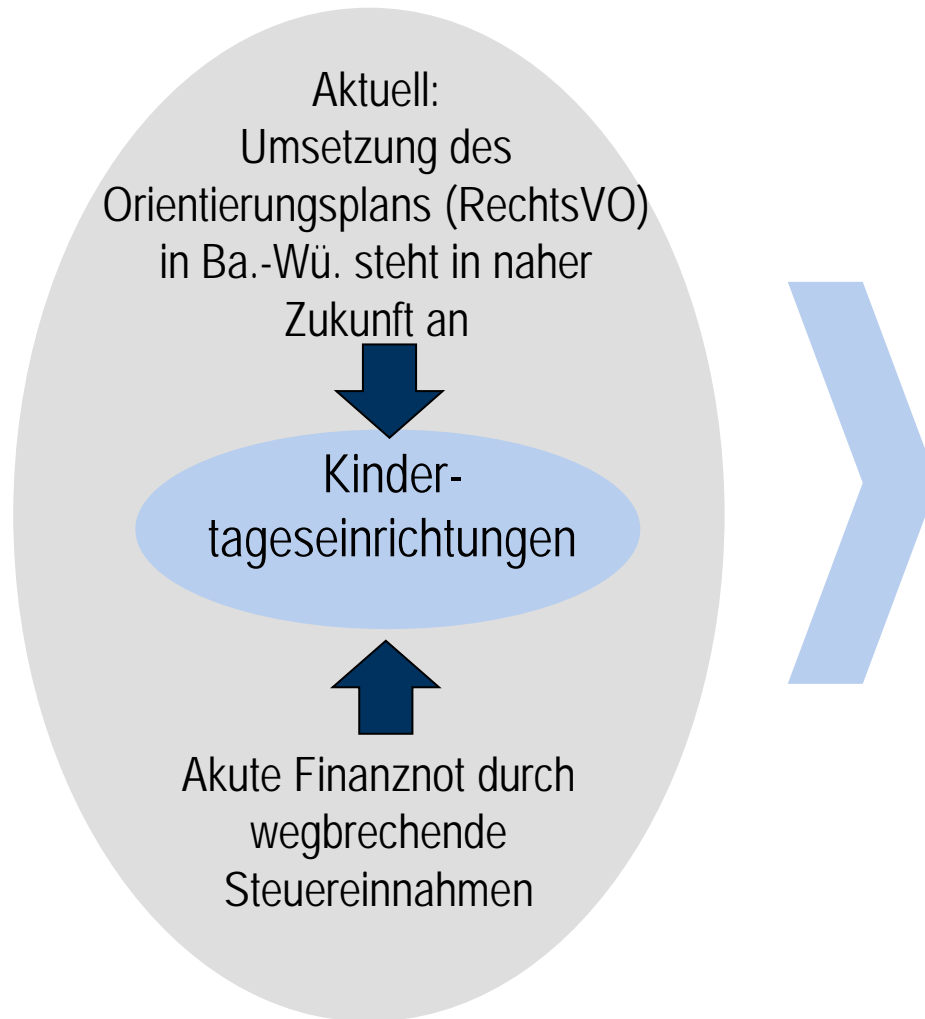 Aktuell:
Umsetzung des
Orientierungsplans (RechtsVO)
in Ba.-Wü. steht in naher
Zukunft an
Kinder-
tageseinrichtungen
Akute Finanznot durch
wegbrechende
Steuereinnahmen